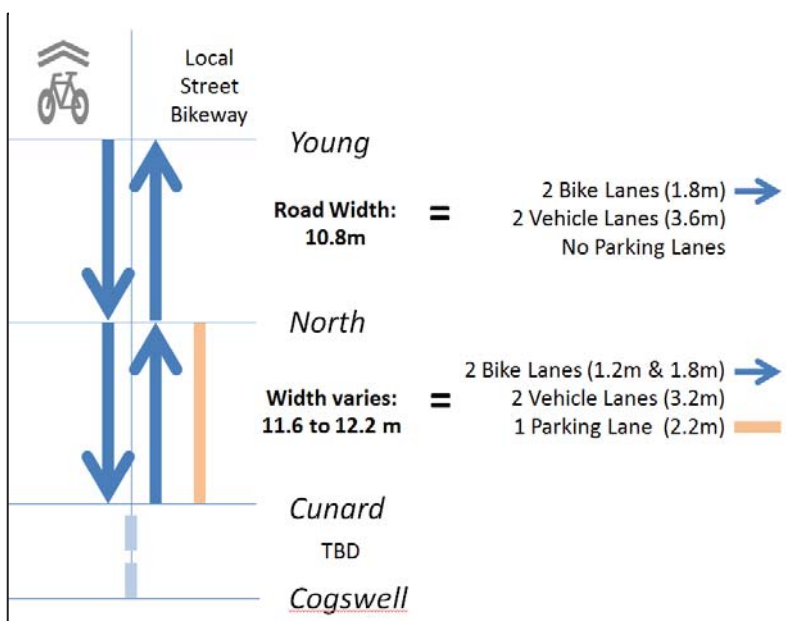 Local
Street
Bikeway
Young
Road Width:
10.8m
=
2 Bike Lanes (1.8m)
2 Vehicle Lanes (3.6m)
No Parking Lanes
North
Width varies:
11.6 to 12.2 m
=
2 Bike Lanes (1.2m & 1.8m)
2 Vehicle Lanes (3.2m)
1 Parking Lane (2.2m)
Cunard
TBD
Cogswell